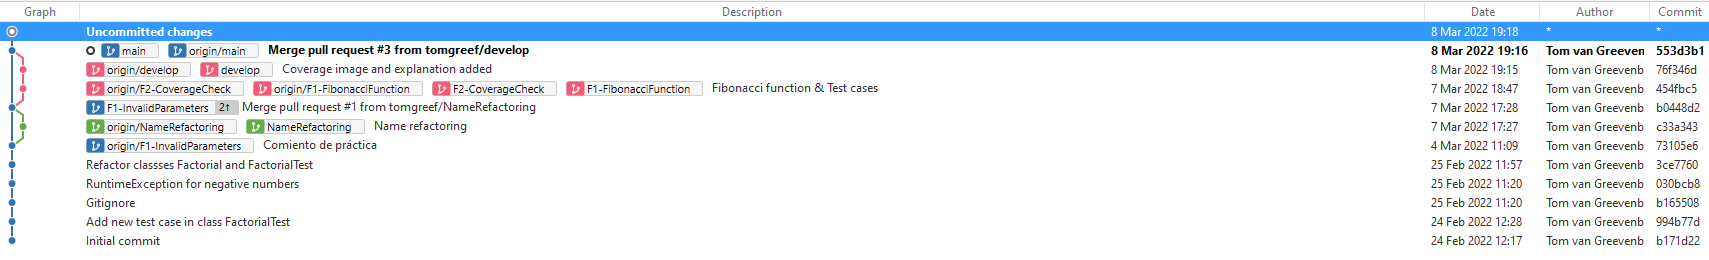 Graph Description Date Author Commit
Uncommitted changes 8 Mar 2022 19:18 * *
main origin/main Merge pull request #3 from tomgreef/develop 8 Mar 2022 19:16 Tom van Greeven 553d3b1
origin/develop develop Coverage image and explanation added 8 Mar 2022 19:15 Tom van Greevenb 76f346d
origin/F2-CoverageCheck origin/F1-FibonacciFunction F2-CoverageCheck F1-FibonacciFunction Fibonacci function & Test cases 7 Mar 2022 18:47 Tom van Greevenb 454fbc5
F1-InvalidParameters 2↑ Merge pull request #1 from tomgreef/NameRefactoring 7 Mar 2022 17:28 Tom van Greevenb b0448d2
origin/NameRefactoring NameRefactoring Name refactoring 7 Mar 2022 17:27 Tom van Greevenb c33a343
origin/F1-InvalidParameters Comiento de práctica 4 Mar 2022 11:09 Tom van Greevenb 73105e6
Refactor classses Factorial and FactorialTest 25 Feb 2022 11:57 Tom van Greevenb 3ce7760
RuntimeException for negative numbers 25 Feb 2022 11:20 Tom van Greevenb 030bcb8
Gitignore 25 Feb 2022 11:20 Tom van Greevenb b165508
Add new test case in class FactorialTest 24 Feb 2022 12:28 Tom van Greevenb 994b77d
Initial commit 24 Feb 2022 12:17 Tom van Greevenb b171d22